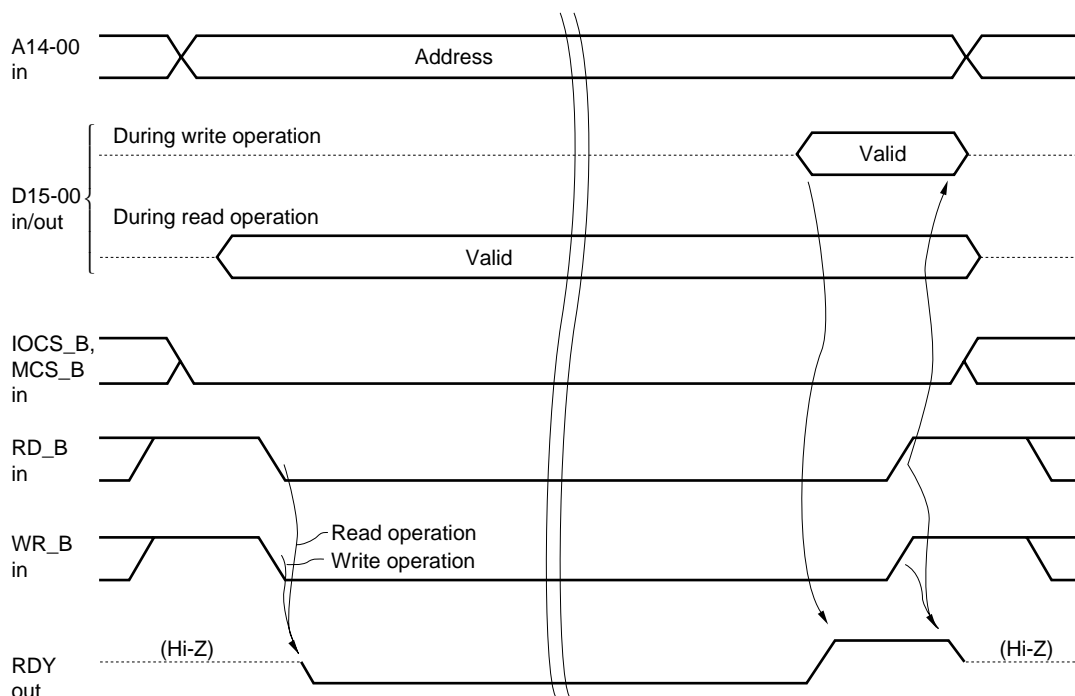 A14-00
in
Address
During write operation
Valid
D15-00
in/out
During read operation
Valid
IOCS_B,
MCS_B
in
RD_B
in
Read operation
WR_B
in
Write operation
(Hi-Z)
(Hi-Z)
RDY
out